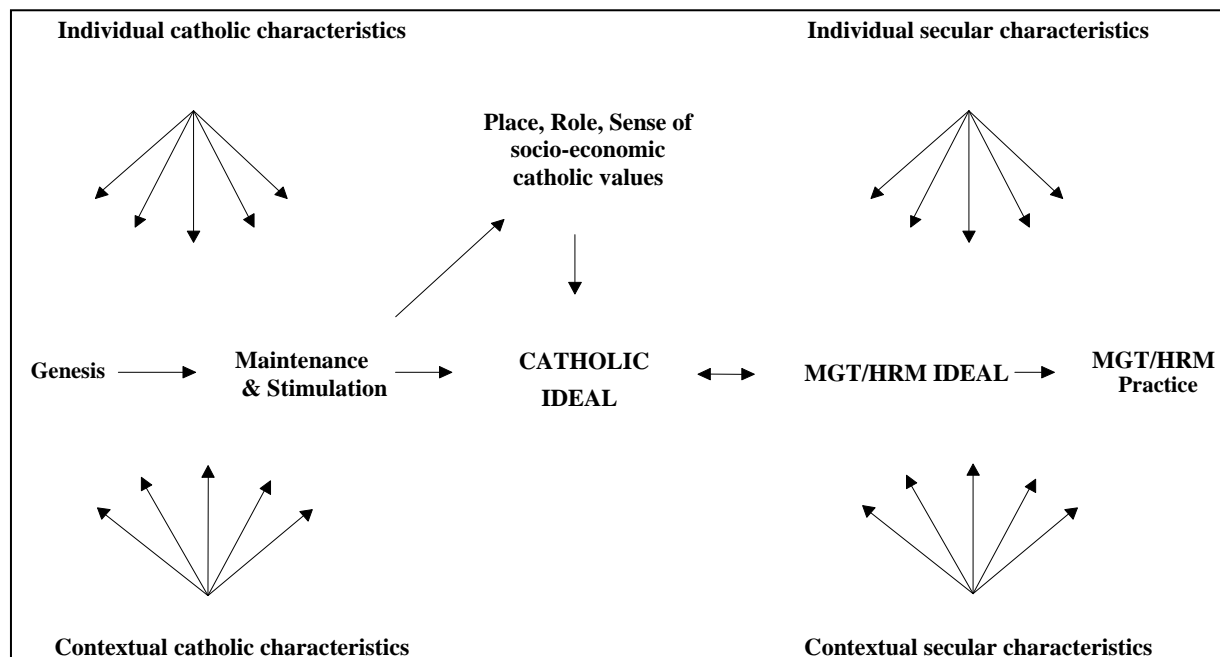 Individual catholic characteristics
Individual secular characteristics
Place, Role, Sense of
socio-economic
catholic values
Genesis
Maintenance
& Stimulation
CATHOLIC
IDEAL
MGT/HRM IDEAL
MGT/HRM
Practice
Contextual catholic characteristics
Contextual secular characteristics